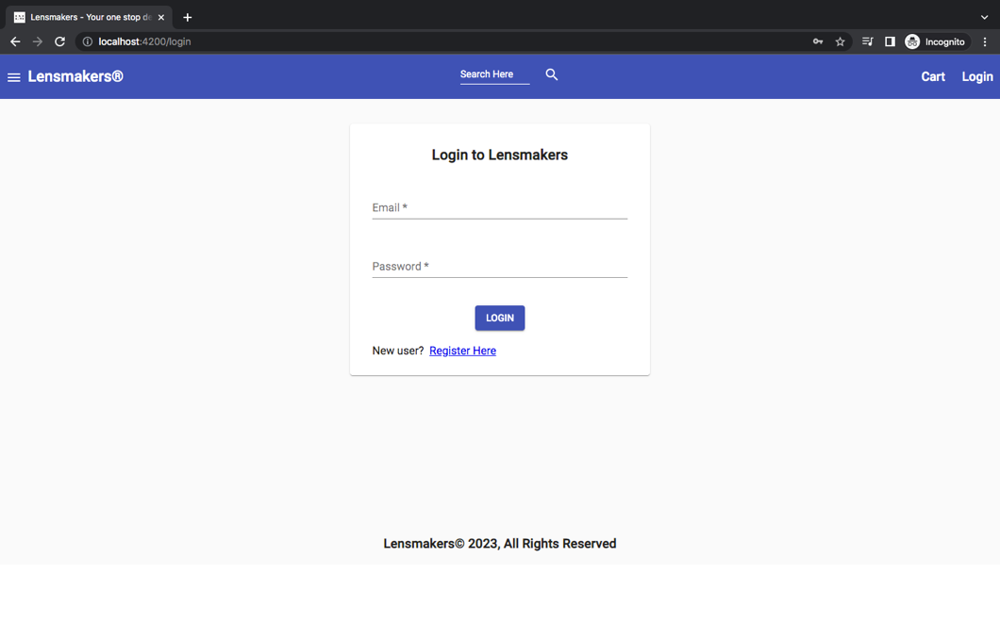 Lensmakers - Your one stop de
localhost:4200/login
Incognito
Lensmakers®
Search Here
Cart
Login
Login to Lensmakers
Email *
Password *
LOGIN
New user? Register Here
Lensmakers© 2023, All Rights Reserved